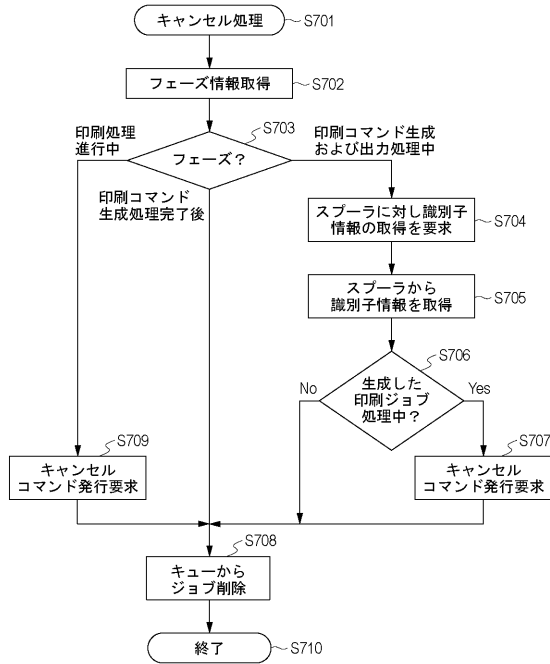 キャンセル処理
S701
フェーズ情報取得
S702
S703
フェーズ？
印刷処理
進行中
印刷コマンド生成
および出力処理中
印刷コマンド
生成処理完了後
スプーラに対し識別子
情報の取得を要求
S704
スプーラから
識別子情報を取得
S705
S706
生成した
印刷ジョブ
処理中？
No
Yes
S709
キャンセル
コマンド発行要求
S707
キャンセル
コマンド発行要求
S708
キューから
ジョブ削除
終了
S710